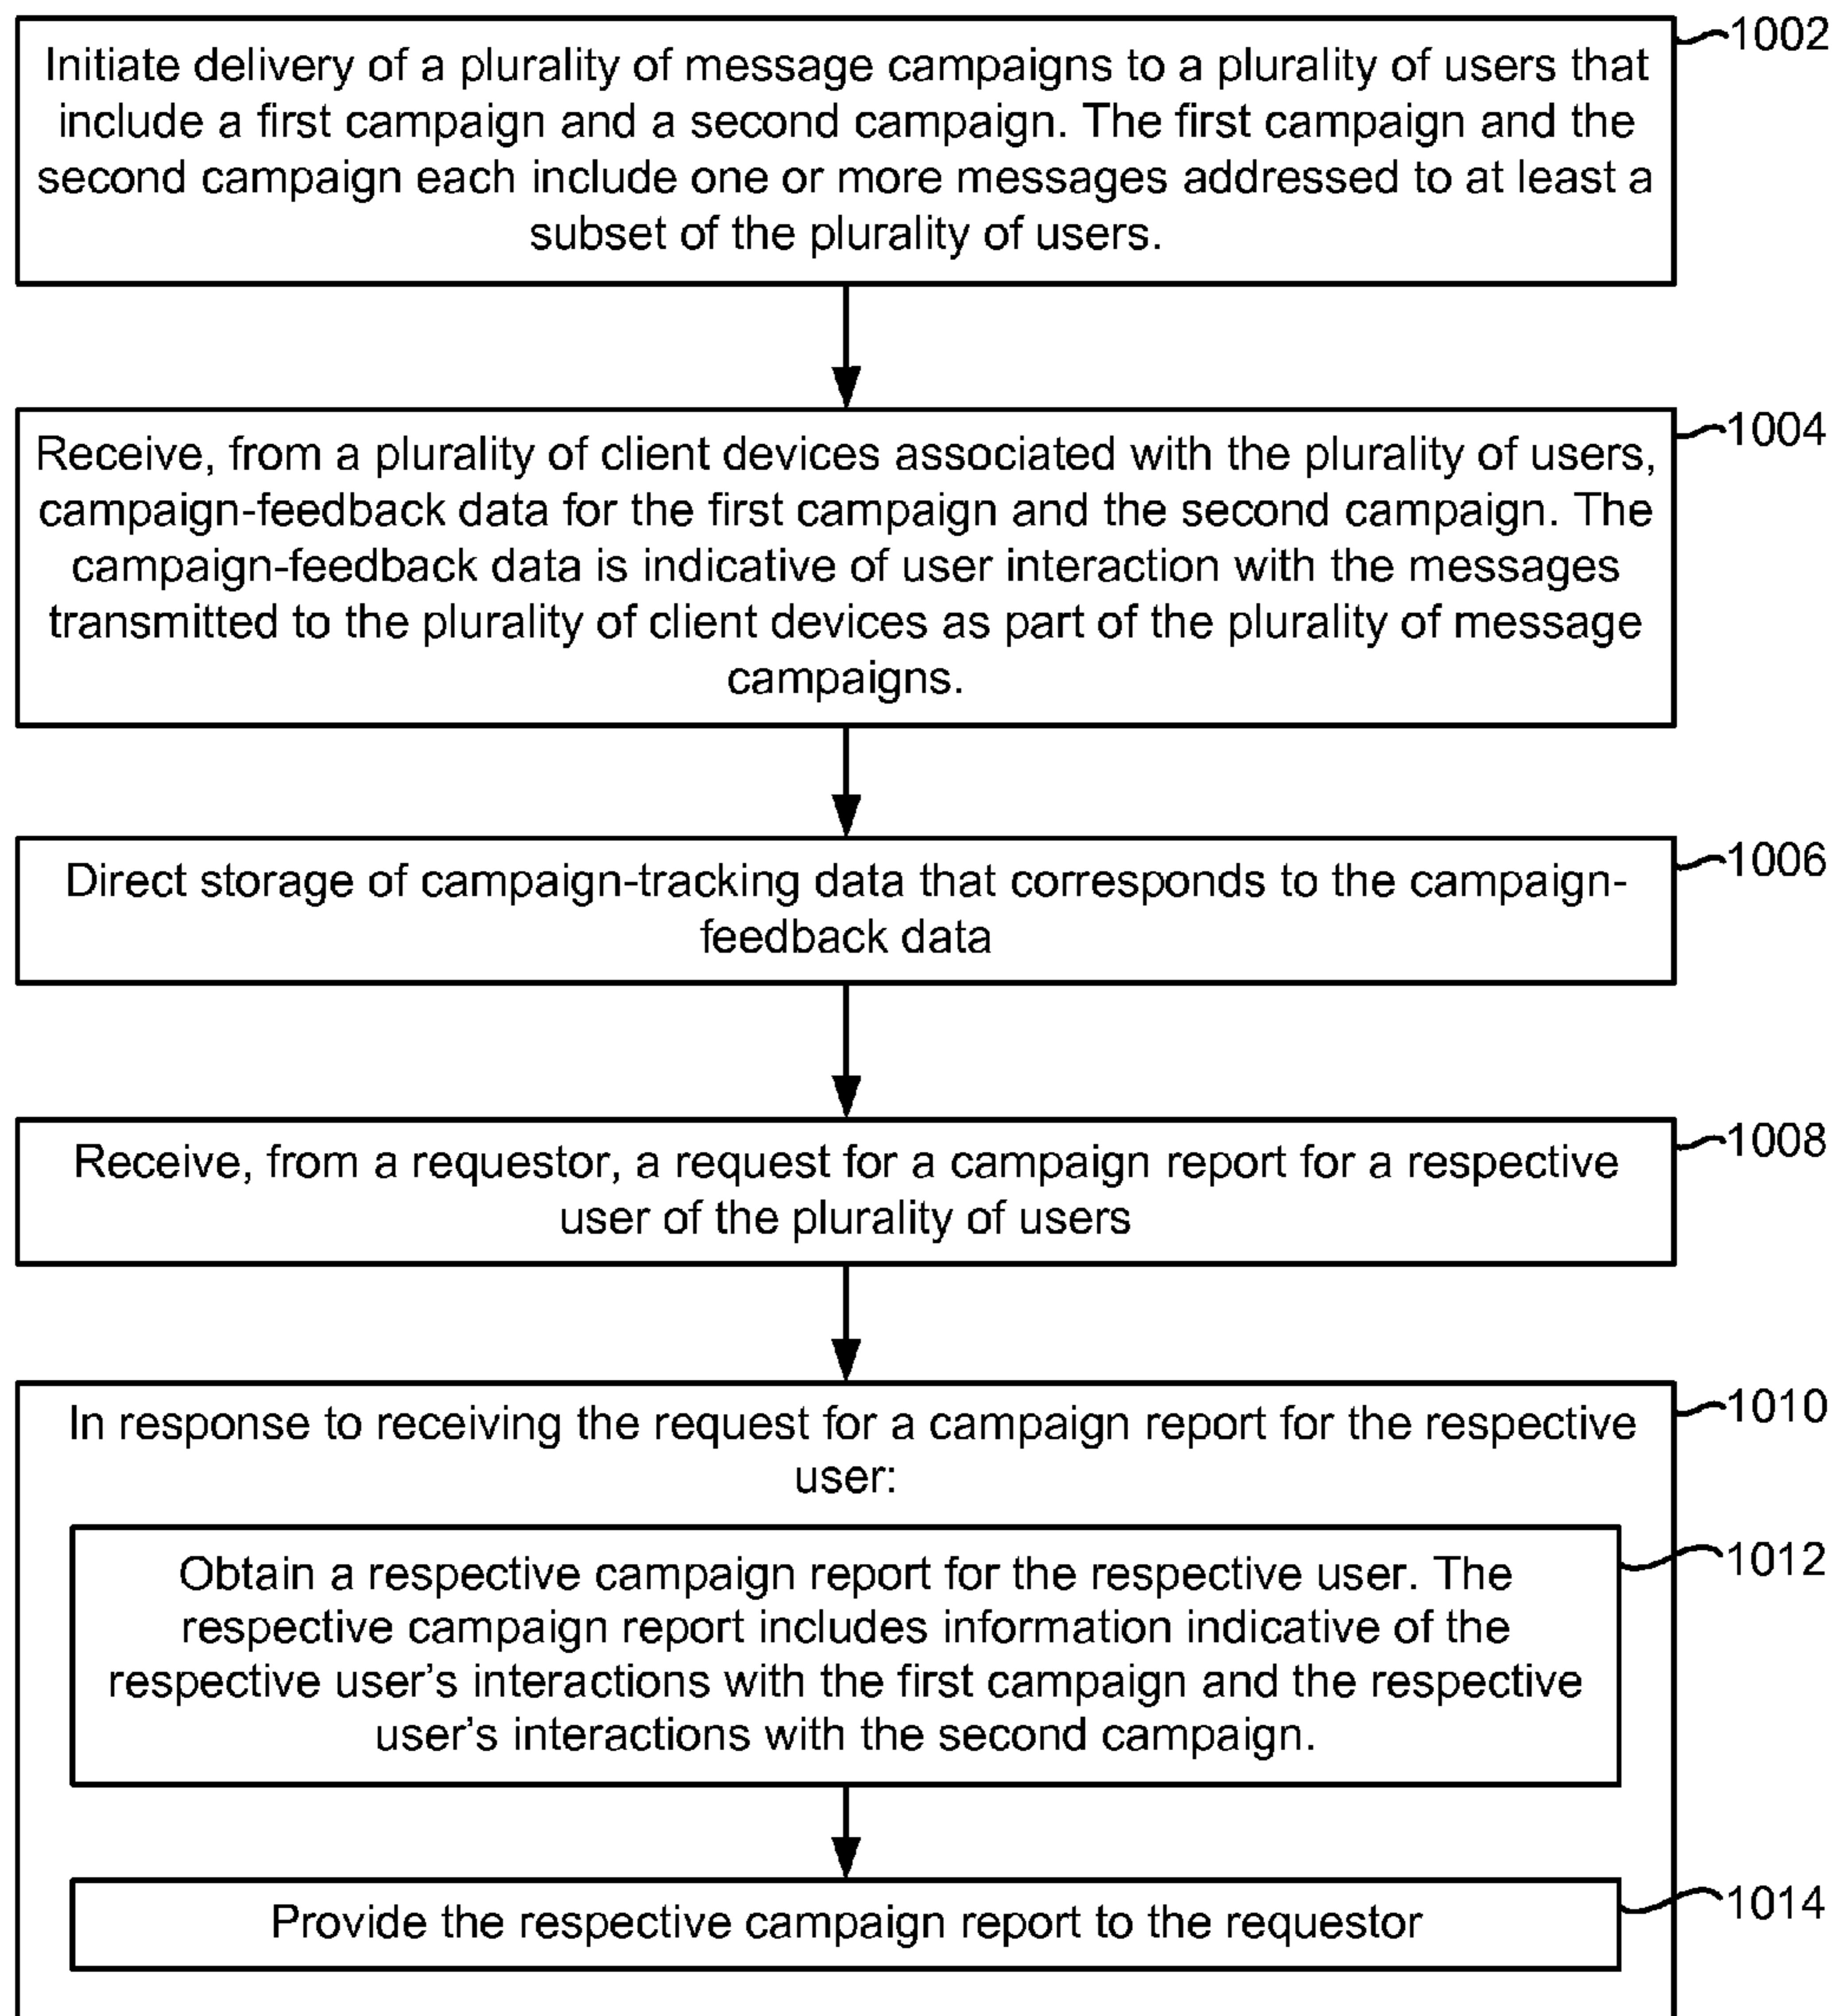 1002
Initiate delivery of a plurality of message campaigns to a plurality of users that
include a first campaign and a second campaign. The first campaign and the
second campaign each include one or more messages addressed to at least a
subset of the plurality of users.
1004
Receive, from a plurality of client devices associated with the plurality of users,
campaign-feedback data for the first campaign and the second campaign. The
campaign-feedback data is indicative of user interaction with the messages
transmitted to the plurality of client devices as part of the plurality of message
campaigns.
1006
Direct storage of campaign-tracking data that corresponds to the campaign-
feedback data
1008
Receive, from a requestor, a request for a campaign report for a respective
user of the plurality of users
1010
In response to receiving the request for a campaign report for the respective
user:
1012
Obtain a respective campaign report for the respective user. The
respective campaign report includes information indicative of the
respective user’s interactions with the first campaign and the respective
user’s interactions with the second campaign.
1014
Provide the respective campaign report to the requestor